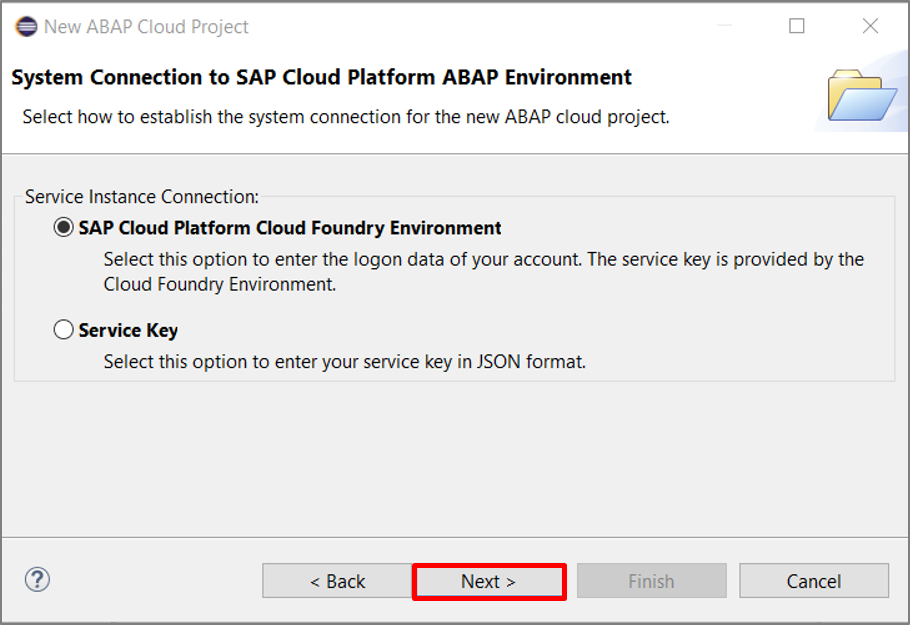 New ABAP Cloud Project
System Connection to SAP Cloud Platform ABAP Environment
Select how to establish the system connection for the new ABAP cloud project.
Service Instance Connection:
SAP Cloud Platform Cloud Foundry Environment
Select this option to enter the logon data of your account. The service key is provided by the
Cloud Foundry Environment.
Service Key
Select this option to enter your service key in JSON format.
? < Back Next > Finish Cancel